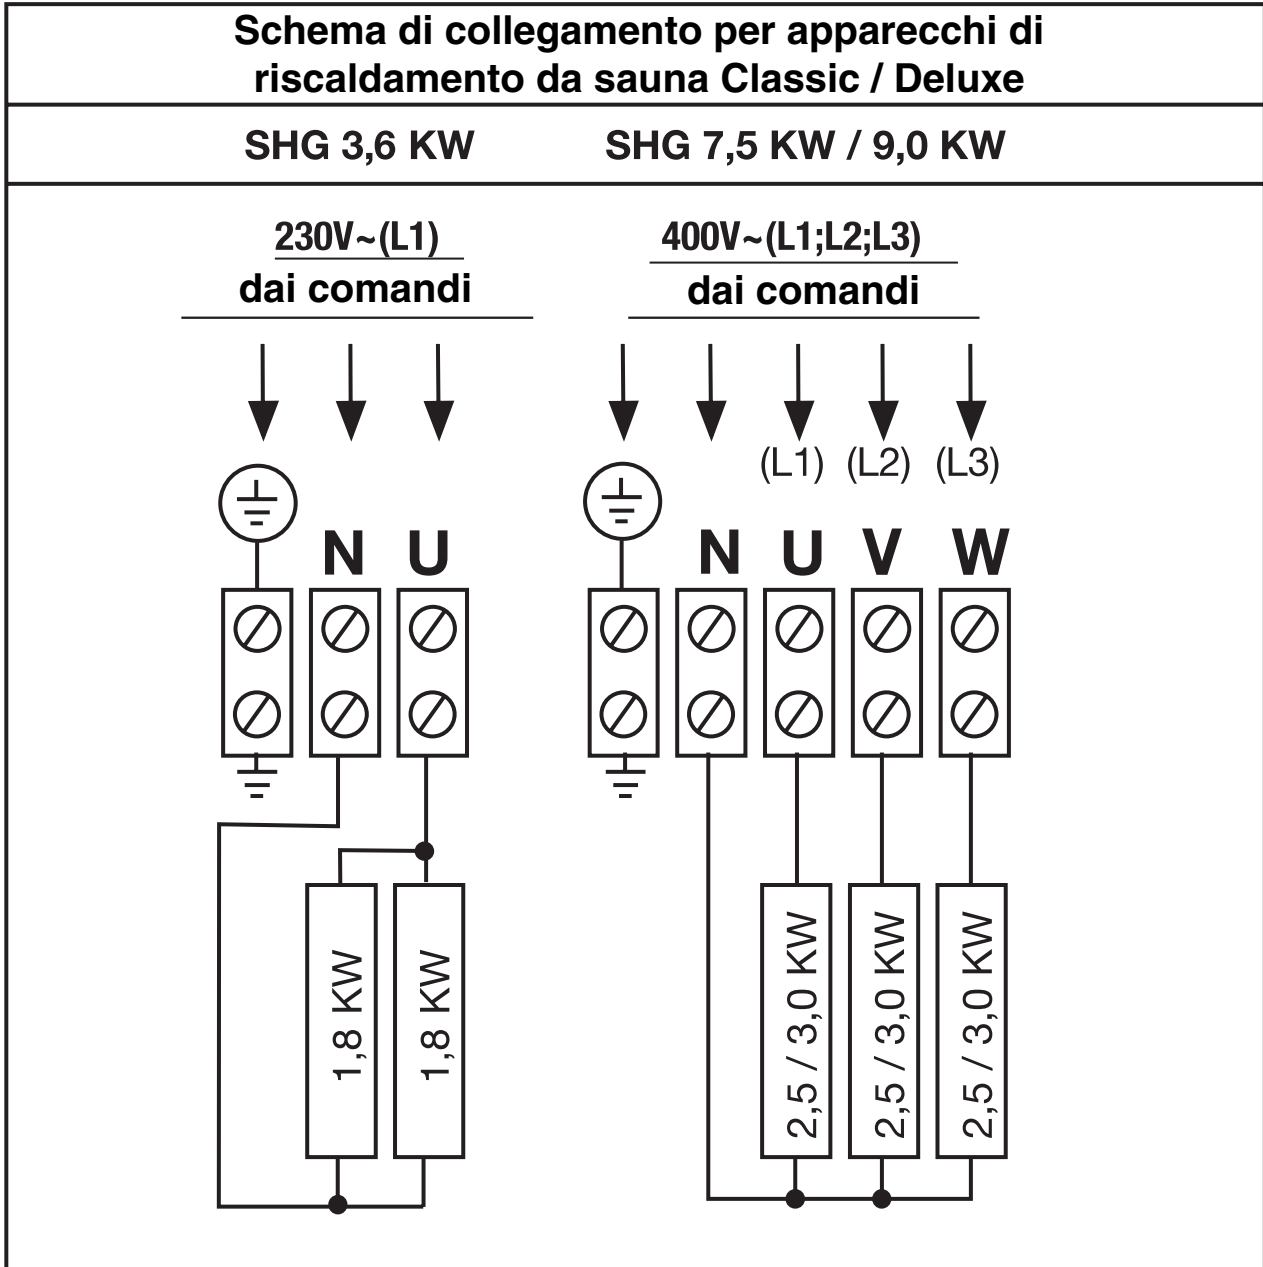 Schema di collegamento per apparecchi di
riscaldamento da sauna Classic / Deluxe
SHG 3,6 KW
SHG 7,5 KW / 9,0 KW
230V~(L1)
dai comandi
400V~(L1;L2;L3)
dai comandi
(L1) (L2) (L3)
N U
N U V W
1,8 KW
1,8 KW
2,5 / 3,0 KW
2,5 / 3,0 KW
2,5 / 3,0 KW